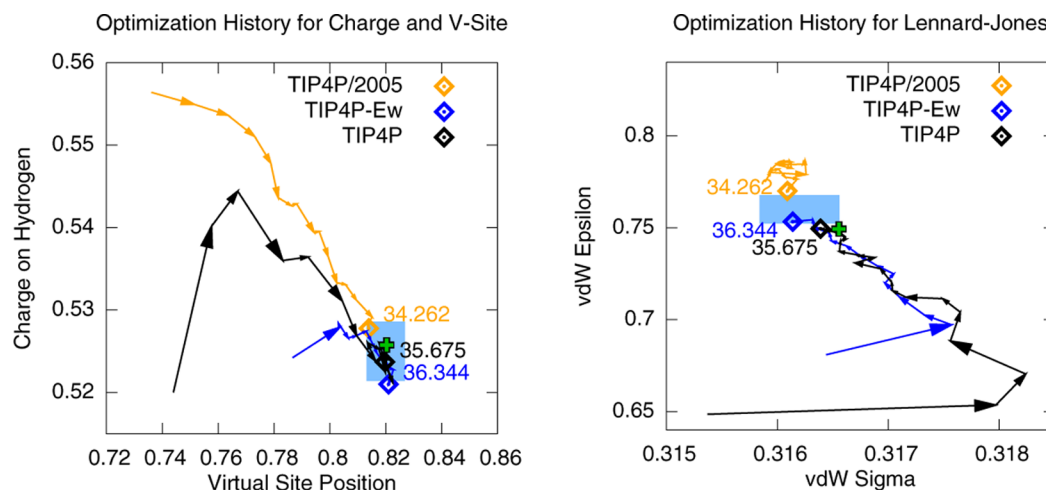 Optimization History for Charge and V-Site
0.56
0.55
0.54
0.53
0.52
Charge on Hydrogen
TIP4P/2005
TIP4P-Ew
TIP4P
34.262
35.675
36.344
0.72 0.74 0.76 0.78 0.8 0.82 0.84 0.86
Virtual Site Position
Optimization History for Lennard-Jones
0.8
0.75
0.7
0.65
vdW Epsilon
TIP4P/2005
TIP4P-Ew
TIP4P
34.262
36.344
35.675
0.315 0.316 0.317 0.318
vdW Sigma